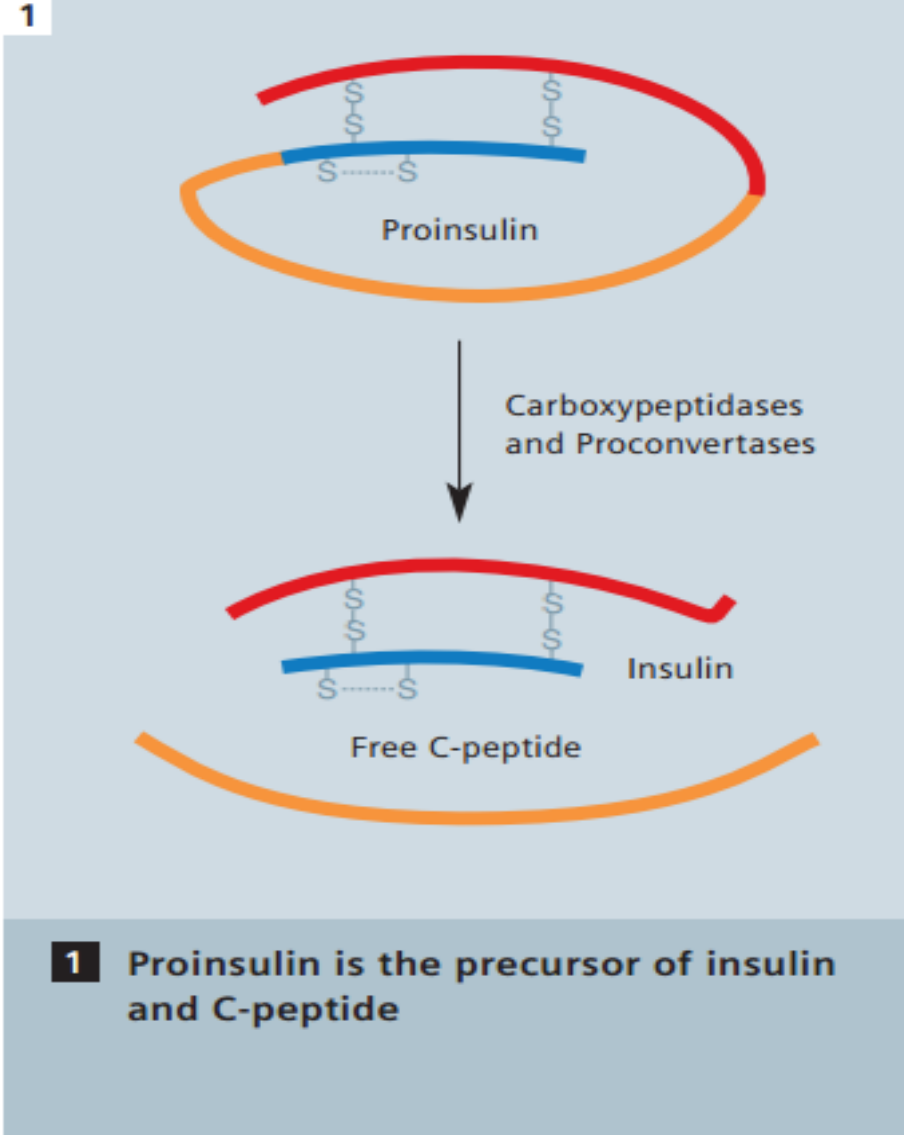 1
S S
S S
S-------S
Proinsulin
Carboxypeptidases
and Proconvertases
S S
S S
Insulin
S-------S
Free C-peptide
1 Proinsulin is the precursor of insulin
and C-peptide